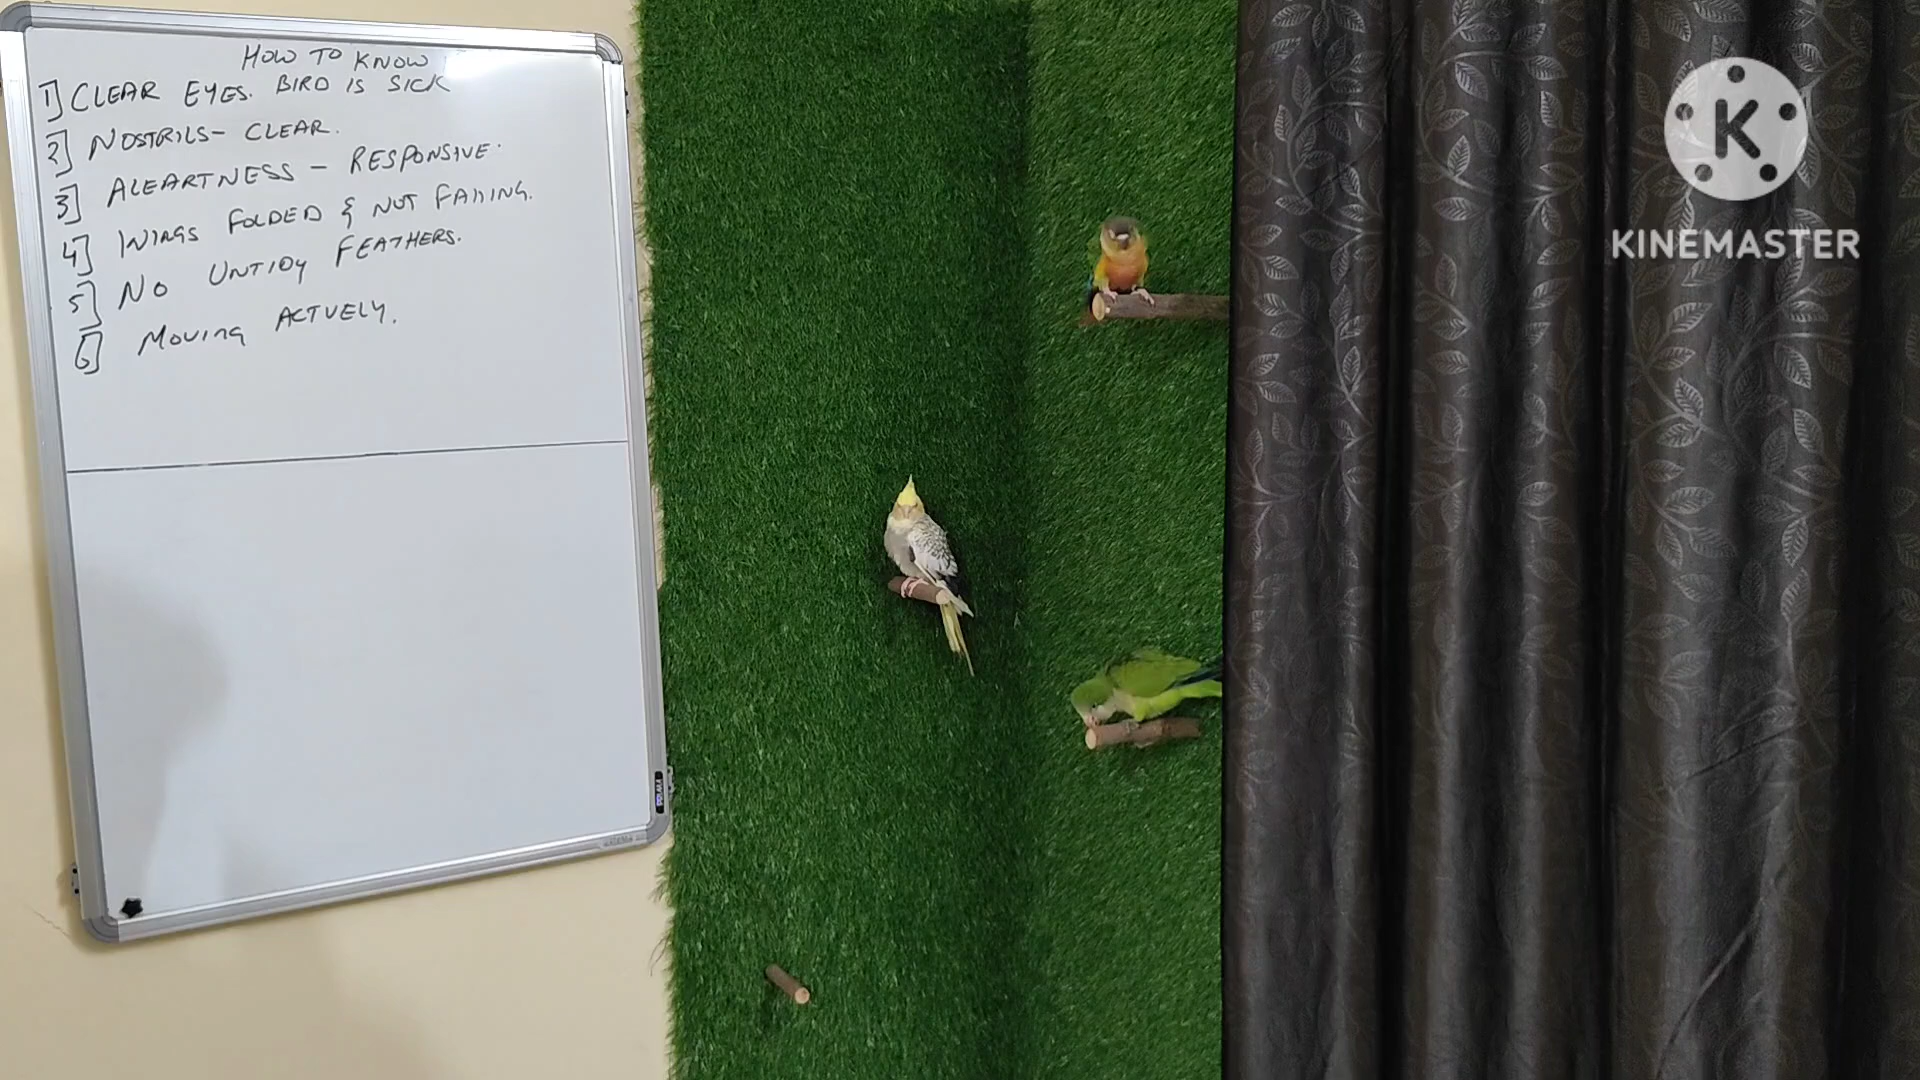 HOW TO KNOW
BIRD IS SICK
1] CLEAR EYES.
2] NOSTRILS- CLEAR.
3] ALEARTNESS - RESPONSIVE.
4] WINGS FOLDED & NOT FALLING.
5] NO UNTIDY FEATHERS.
6] MOVING ACTVELY.
K
KINEMASTER